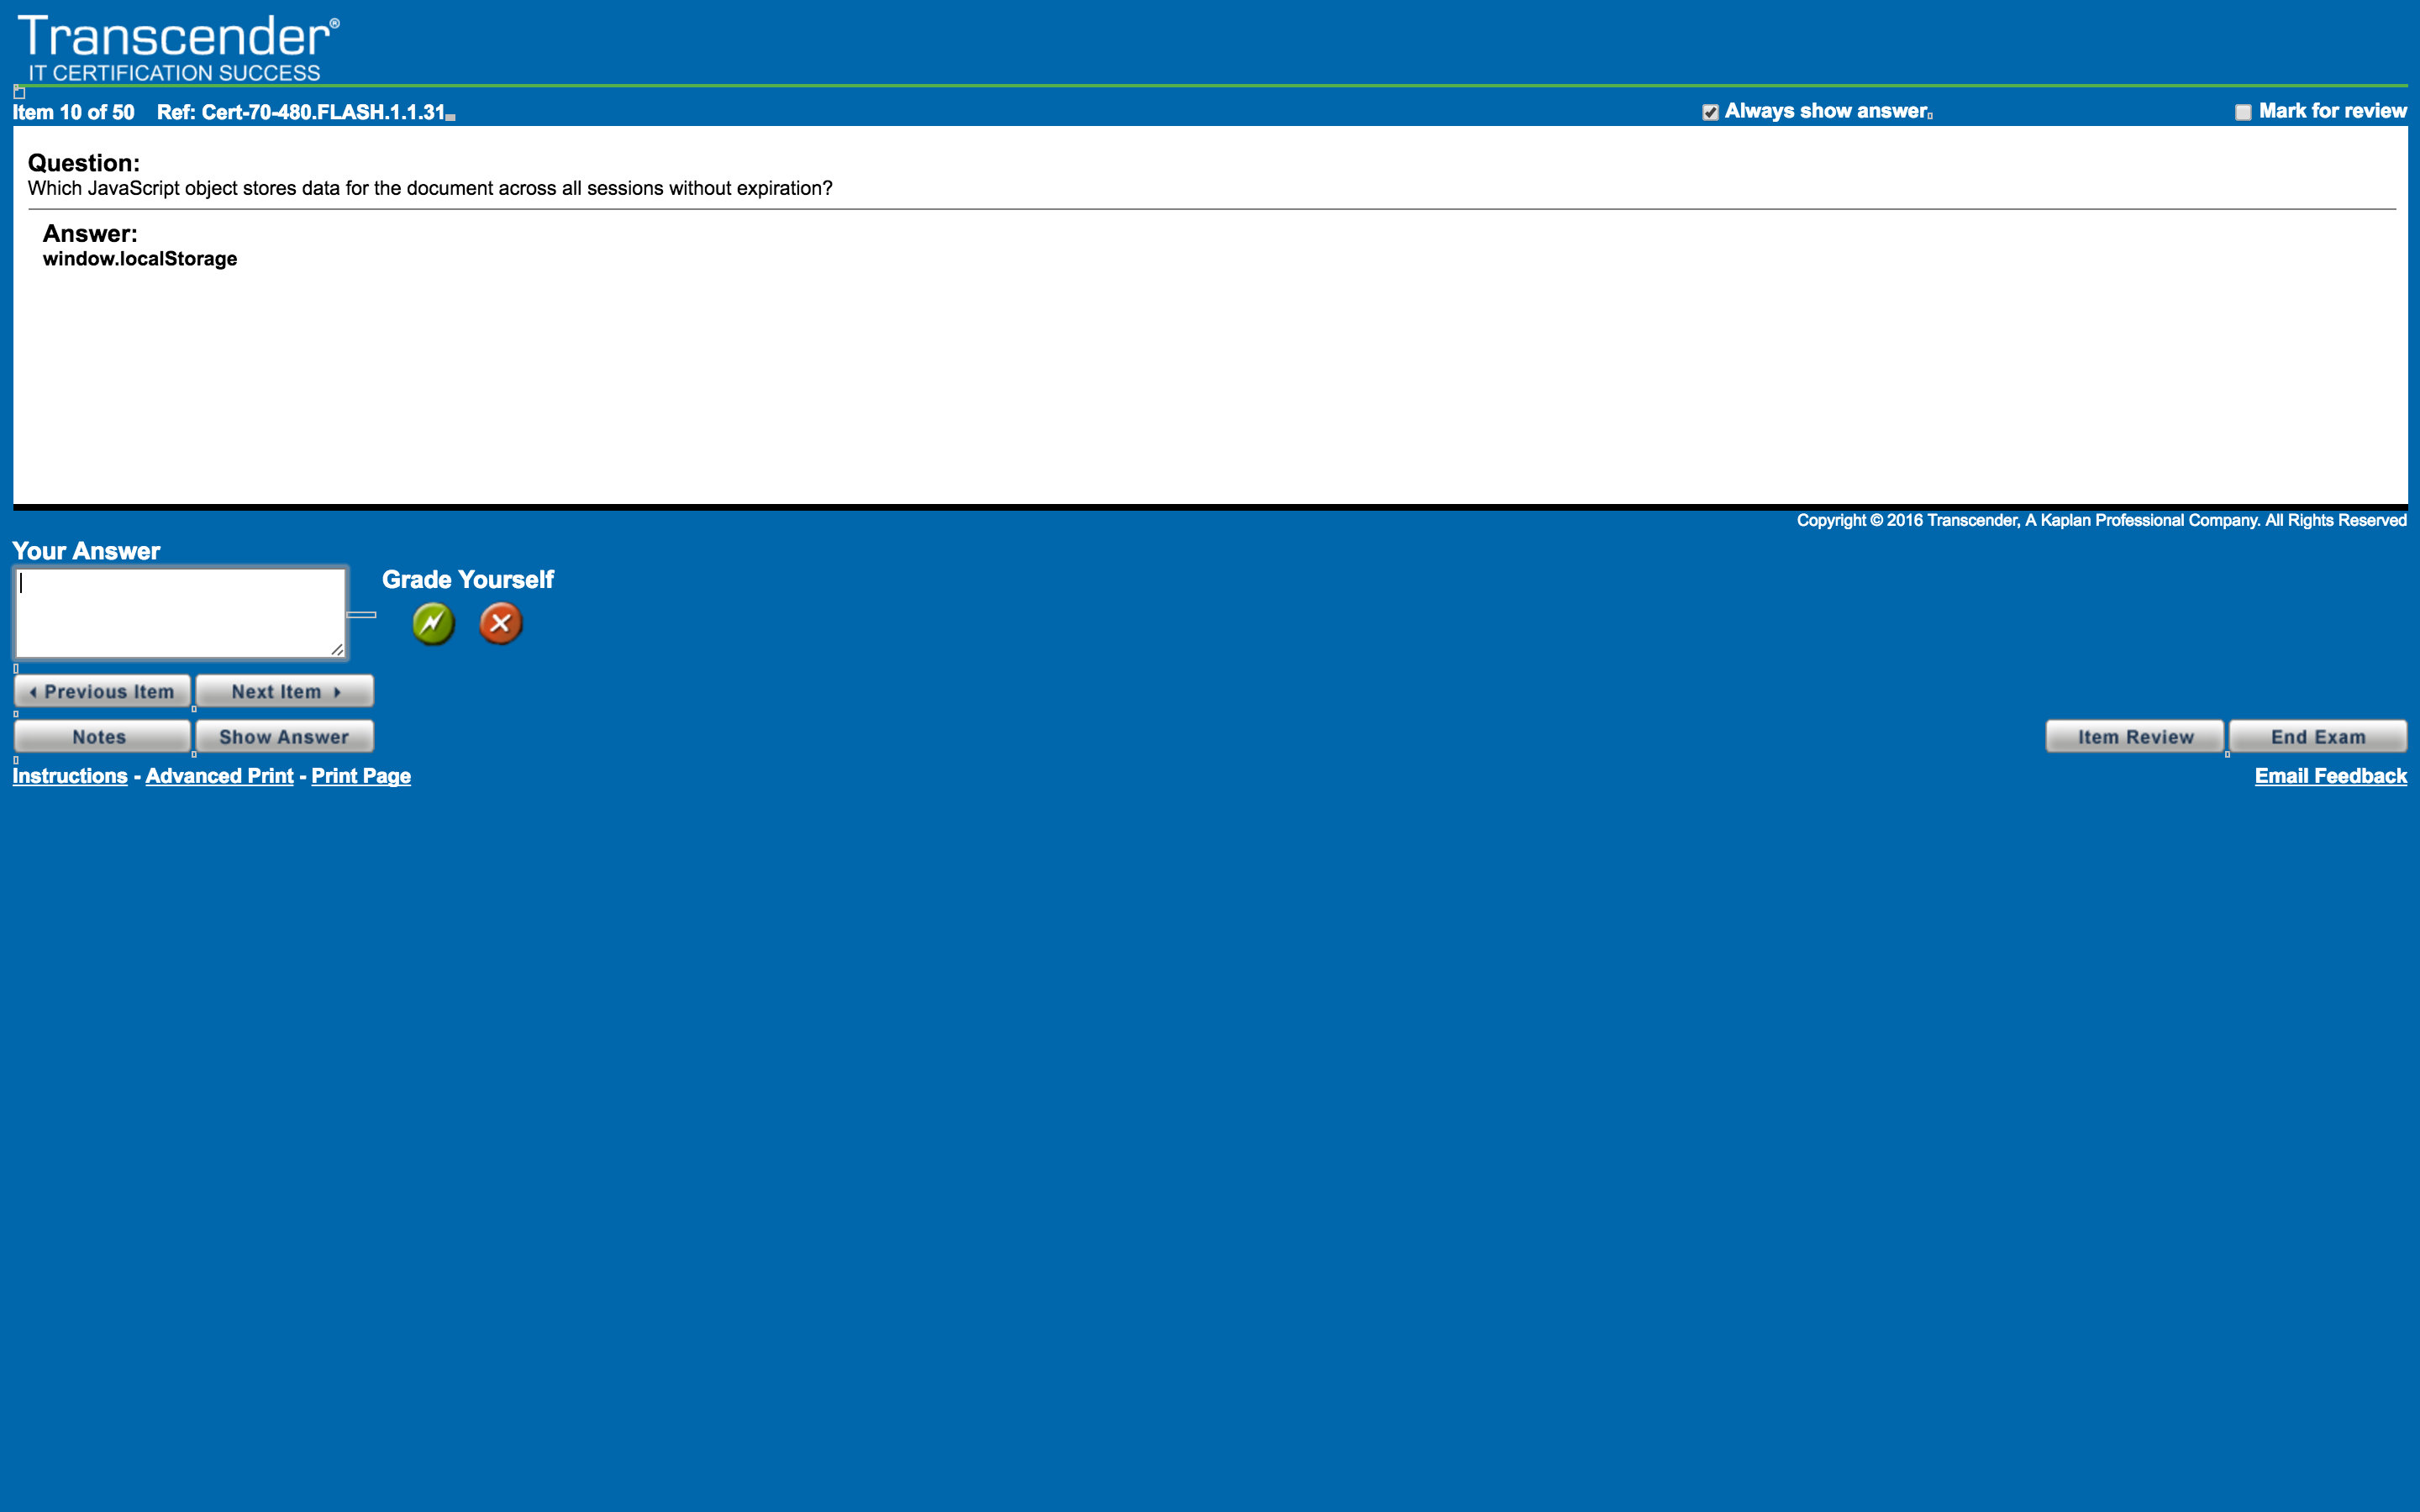 Transcender®
IT CERTIFICATION SUCCESS
Item 10 of 50 Ref: Cert-70-480.FLASH.1.1.31
Always show answer
Mark for review
Question:
Which JavaScript object stores data for the document across all sessions without expiration?
Answer:
window.localStorage
Copyright © 2016 Transcender, A Kaplan Professional Company. All Rights Reserved
Your Answer
Grade Yourself
Previous Item
Next Item
Notes
Show Answer
Item Review
End Exam
Instructions - Advanced Print - Print Page
Email Feedback